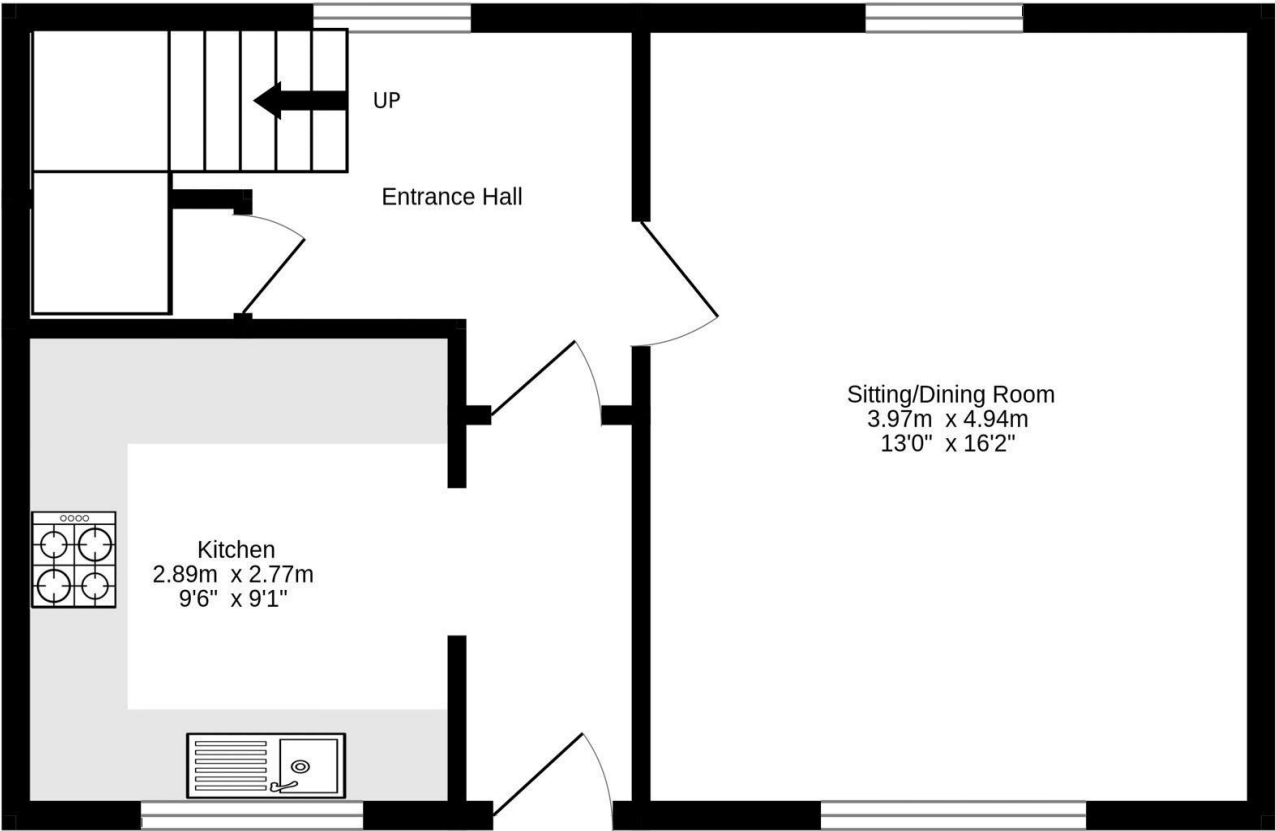 UP
Entrance Hall
Sitting/Dining Room
3.97m x 4.94m
13'0" x 16'2"
Kitchen
2.89m x 2.77m
9'6" x 9'1"